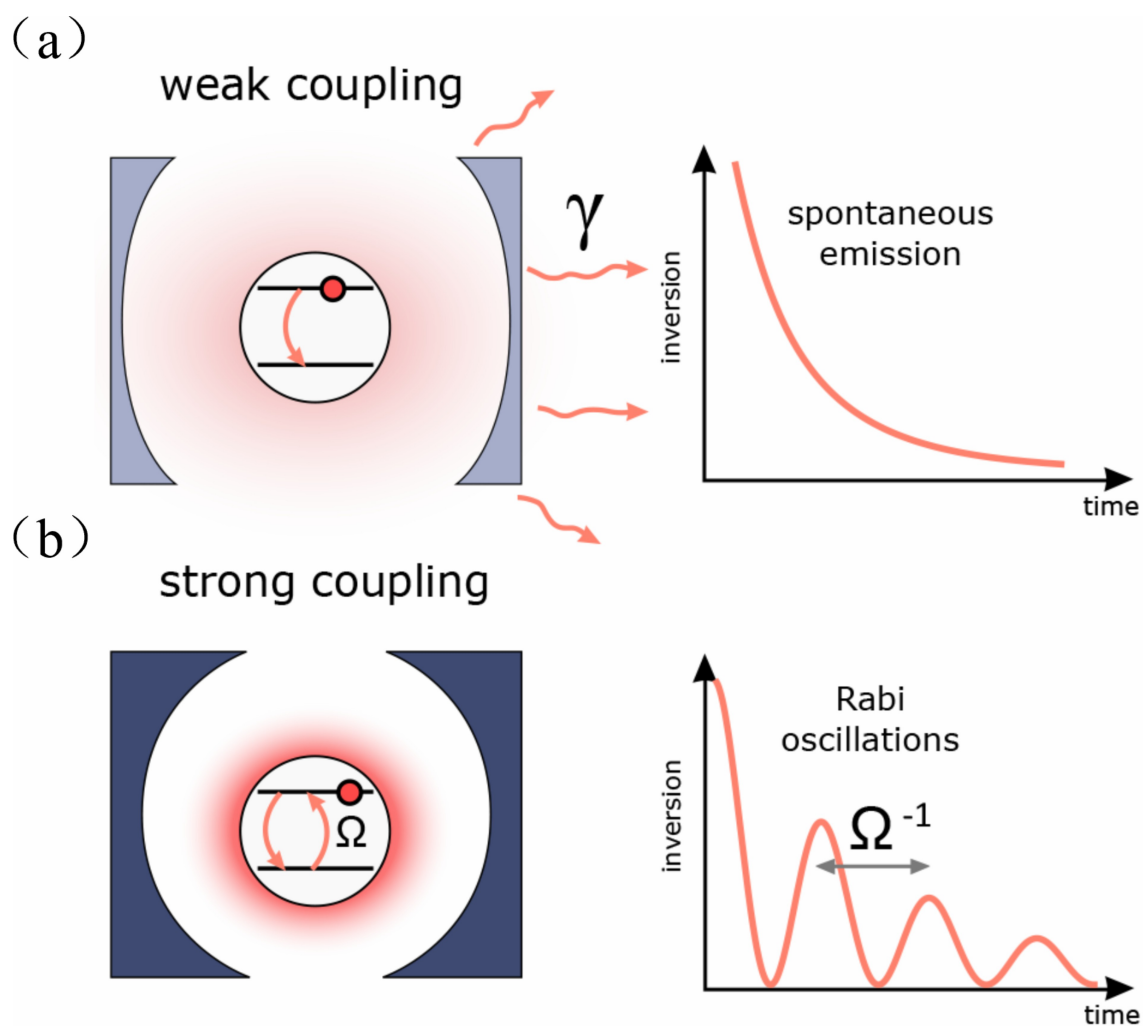 （a）
weak coupling
γ
spontaneous
emission
inversion
time
（b）
strong coupling
Ω
Rabi
oscillations
Ω⁻¹
inversion
time